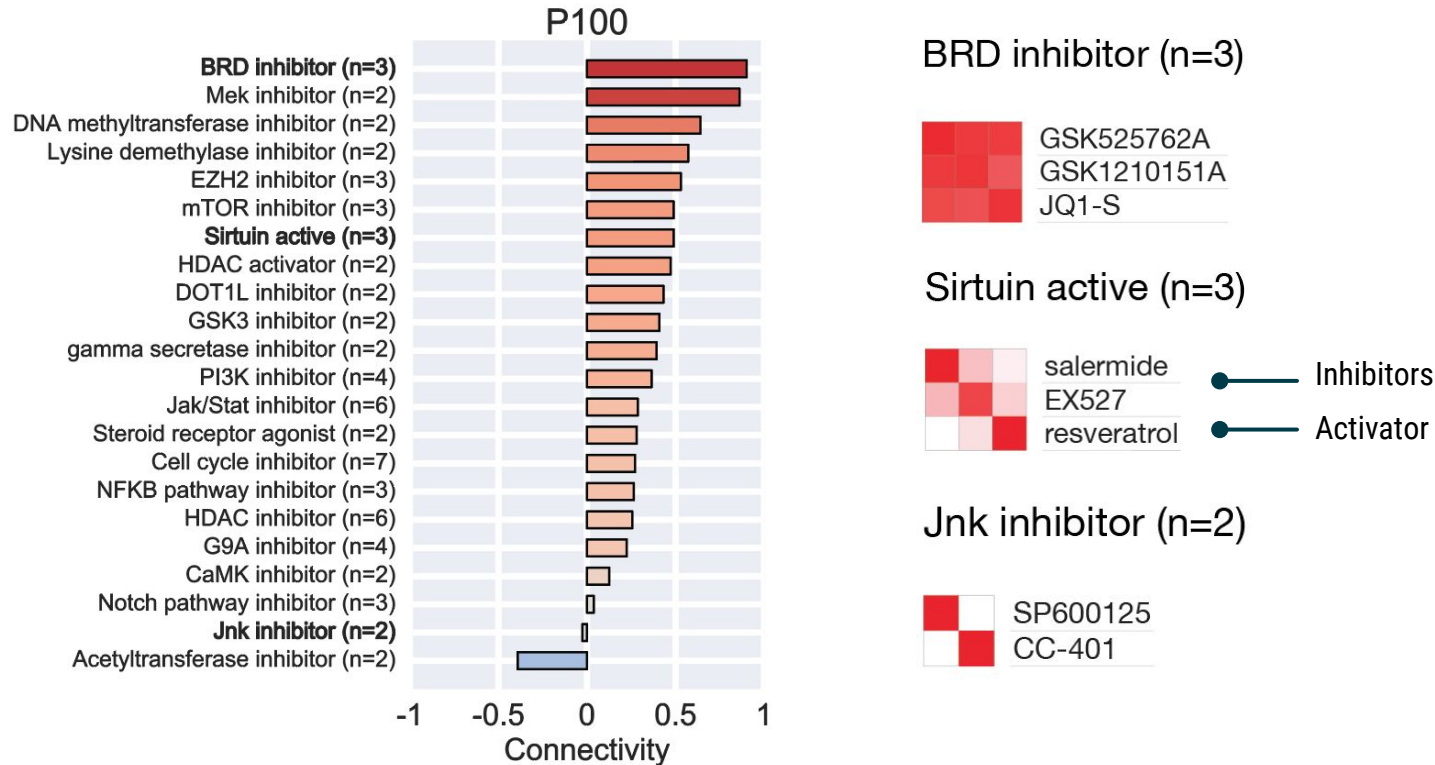 P100
BRD inhibitor (n=3)
Mek inhibitor (n=2)
DNA methyltransferase inhibitor (n=2)
Lysine demethylase inhibitor (n=2)
EZH2 inhibitor (n=3)
mTOR inhibitor (n=3)
Sirtuin active (n=3)
HDAC activator (n=2)
DOT1L inhibitor (n=2)
GSK3 inhibitor (n=2)
gamma secretase inhibitor (n=2)
PI3K inhibitor (n=4)
Jak/Stat inhibitor (n=6)
Steroid receptor agonist (n=2)
Cell cycle inhibitor (n=7)
NFKB pathway inhibitor (n=3)
HDAC inhibitor (n=6)
G9A inhibitor (n=4)
CaMK inhibitor (n=2)
Notch pathway inhibitor (n=3)
Jnk inhibitor (n=2)
Acetyltransferase inhibitor (n=2)
-1 -0.5 0 0.5 1
Connectivity
BRD inhibitor (n=3)
GSK525762A
GSK1210151A
JQ1-S
Sirtuin active (n=3)
salermide
EX527
resveratrol
Inhibitors
Activator
Jnk inhibitor (n=2)
SP600125
CC-401